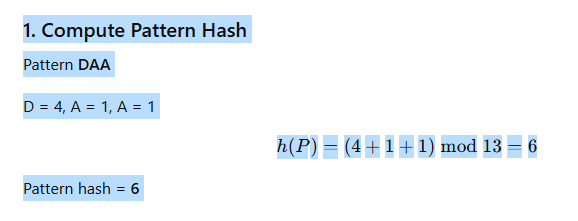 1. Compute Pattern Hash
Pattern DAA
D = 4, A = 1, A = 1
h(P) = (4 + 1 + 1) mod 13 = 6
Pattern hash = 6